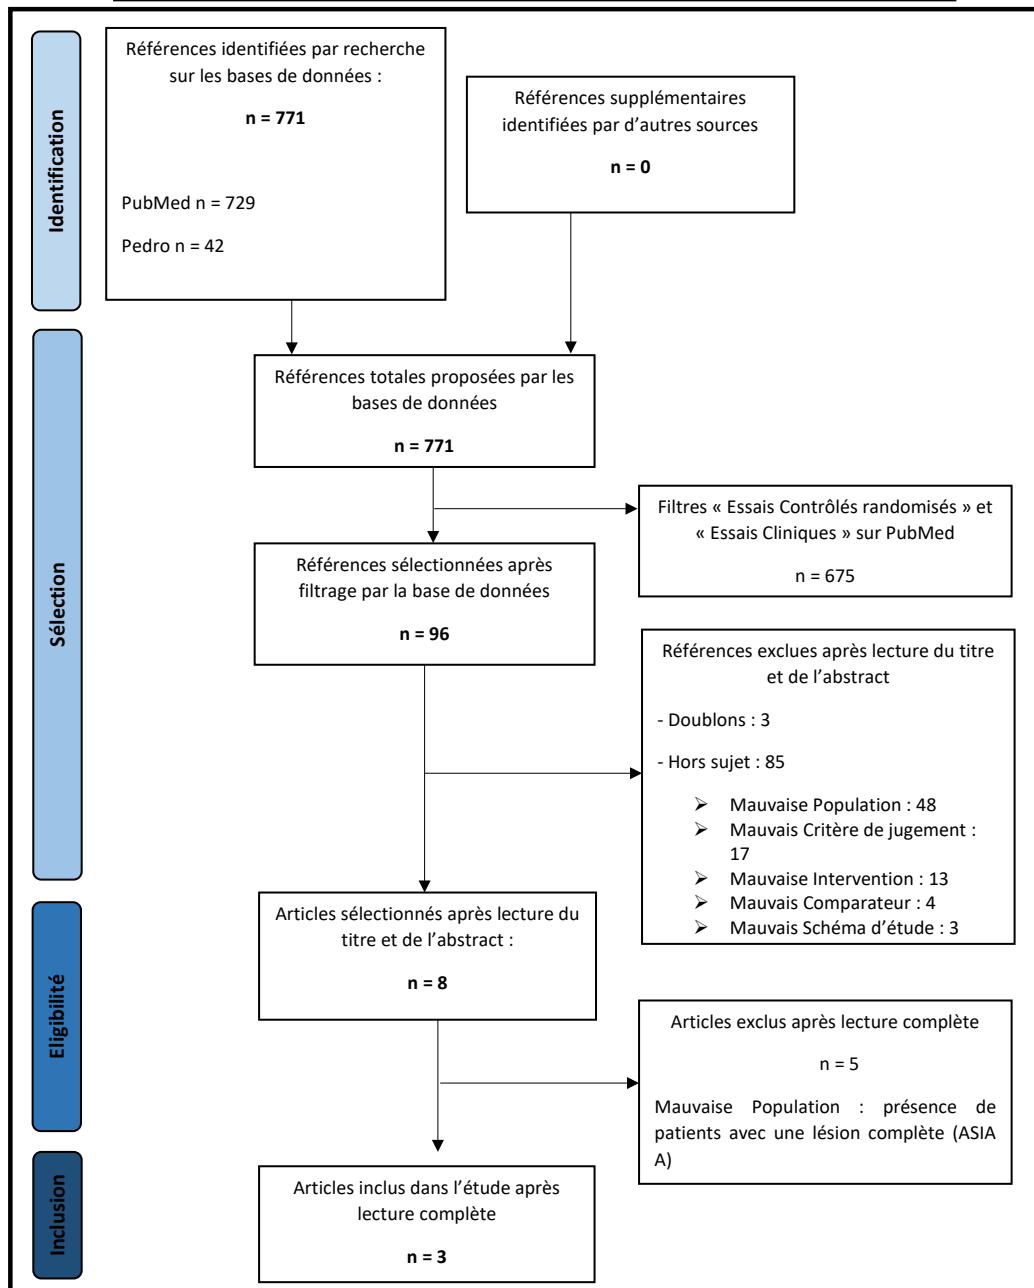 Identification
Références identifiées par recherche
sur les bases de données :
n = 771
PubMed n = 729
Pedro n = 42
Références supplémentaires
identifiées par d’autres sources
n = 0
Sélection
Références totales proposées par les
bases de données
n = 771
Filtres « Essais Contrôlés randomisés » et
« Essais Cliniques » sur PubMed
n = 675
Références sélectionnées après
filtrage par la base de données
n = 96
Références exclues après lecture du titre
et de l’abstract
- Doublons : 3
- Hors sujet : 85
➢ Mauvaise Population : 48
➢ Mauvais Critère de jugement :
17
➢ Mauvaise Intervention : 13
➢ Mauvais Comparateur : 4
➢ Mauvais Schéma d’étude : 3
Eligibilité
Articles sélectionnés après lecture du
titre et de l’abstract :
n = 8
Articles exclus après lecture complète
n = 5
Mauvaise Population : présence de
patients avec une lésion complète (ASIA
A)
Inclusion
Articles inclus dans l’étude après
lecture complète
n = 3